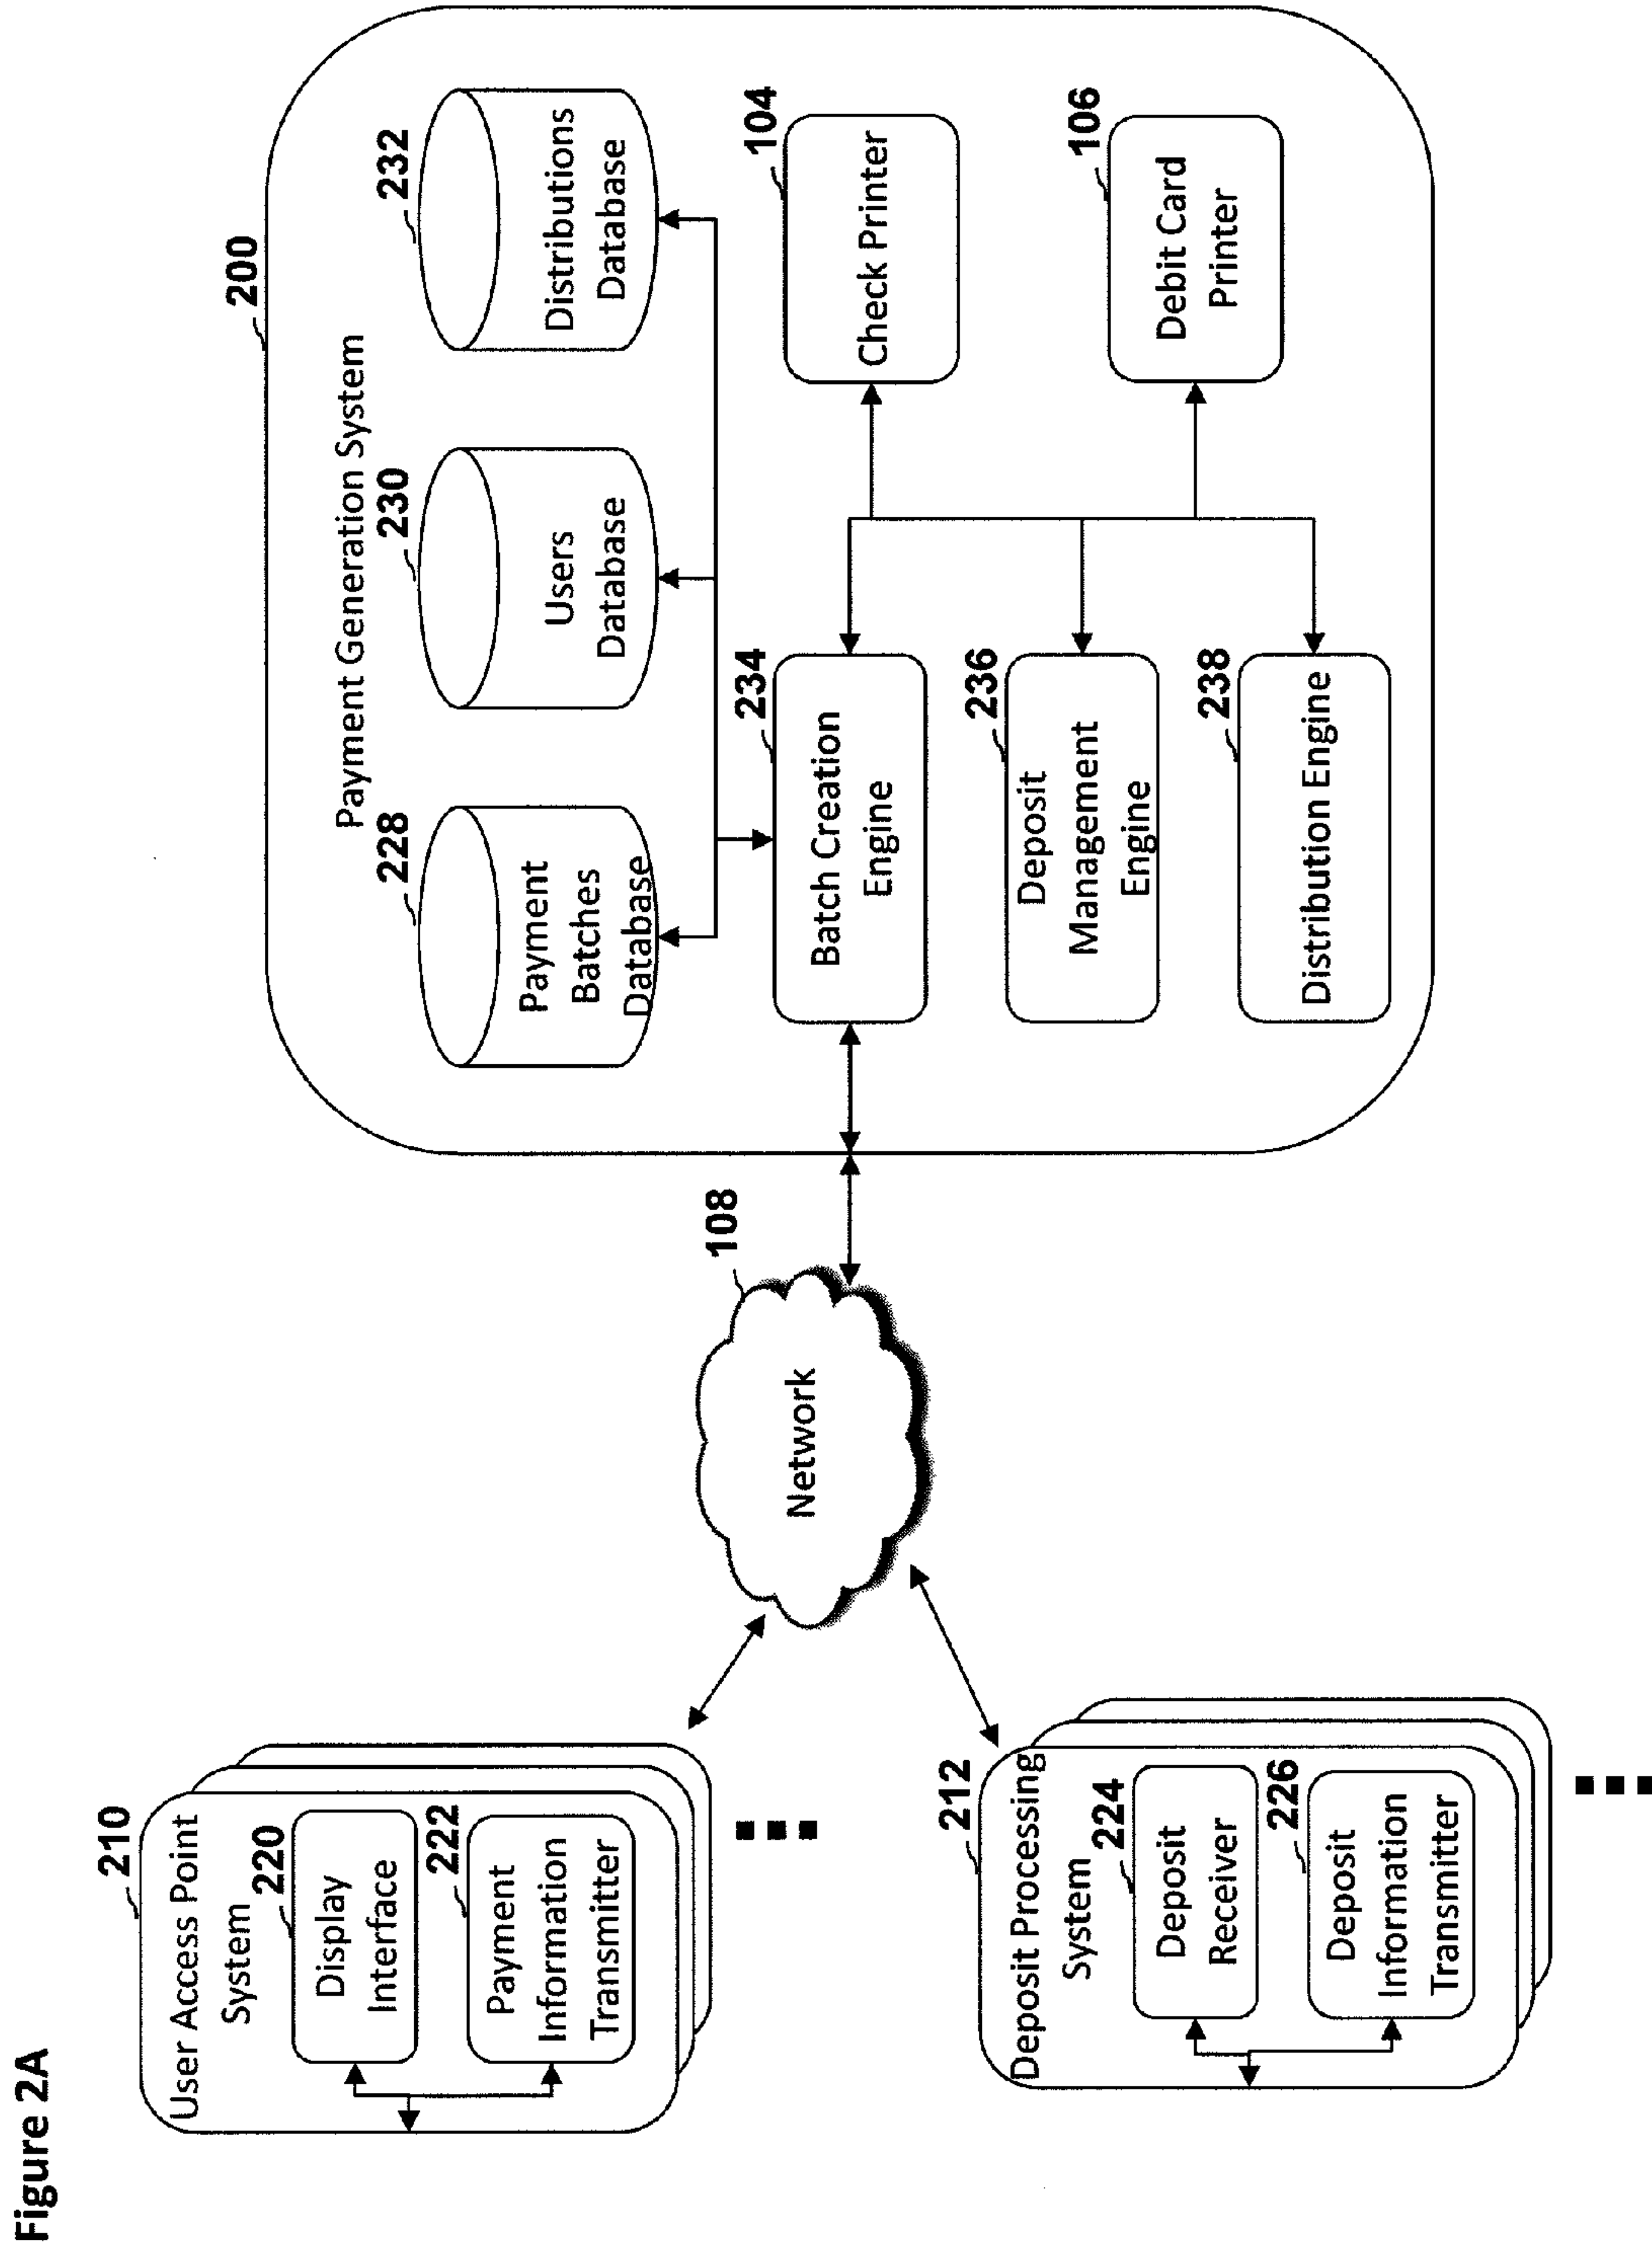 Figure 2A
210
User Access Point
System
220
Display
Interface
222
Payment
Information
Transmitter
212
Deposit Processing
System
224
Deposit
Receiver
226
Deposit
Information
Transmitter
108
Network
200
Payment Generation System
228
Payment
Batches
Database
230
Users
Database
232
Distributions
Database
234
Batch Creation
Engine
236
Deposit
Management
Engine
238
Distribution Engine
104
Check Printer
106
Debit Card
Printer